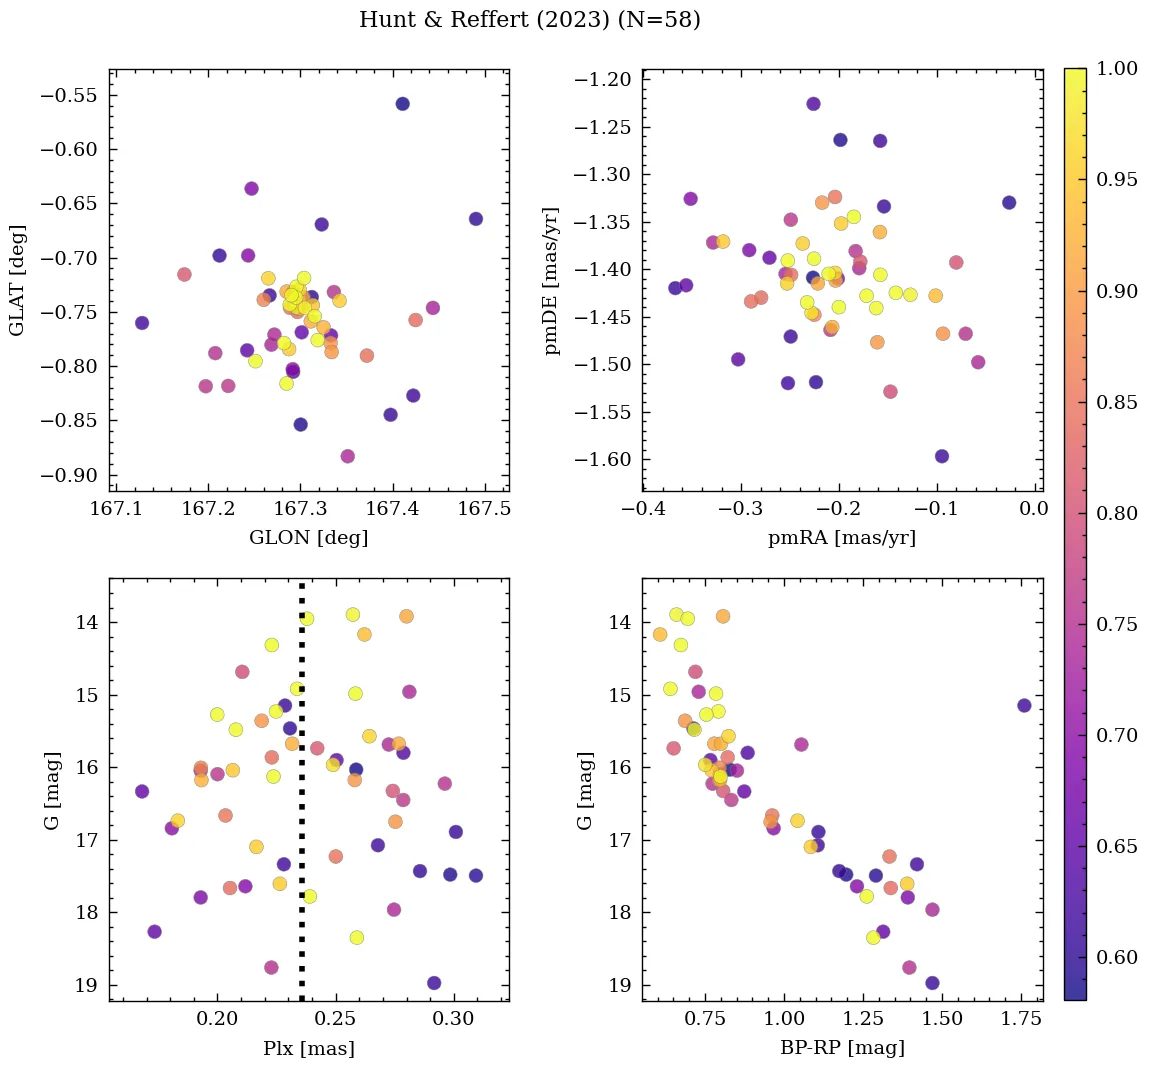 Hunt & Reffert (2023) (N=58)
−0.55
−0.60
−0.65
−0.70
−0.75
−0.80
−0.85
−0.90
GLAT [deg]
167.1 167.2 167.3 167.4 167.5
GLON [deg]
−1.20
−1.25
−1.30
−1.35
−1.40
−1.45
−1.50
−1.55
−1.60
pmDE [mas/yr]
−0.4 −0.3 −0.2 −0.1 0.0
pmRA [mas/yr]
14
15
16
17
18
19
G [mag]
0.20 0.25 0.30
Plx [mas]
14
15
16
17
18
19
G [mag]
0.75 1.00 1.25 1.50 1.75
BP-RP [mag]
1.00
0.95
0.90
0.85
0.80
0.75
0.70
0.65
0.60